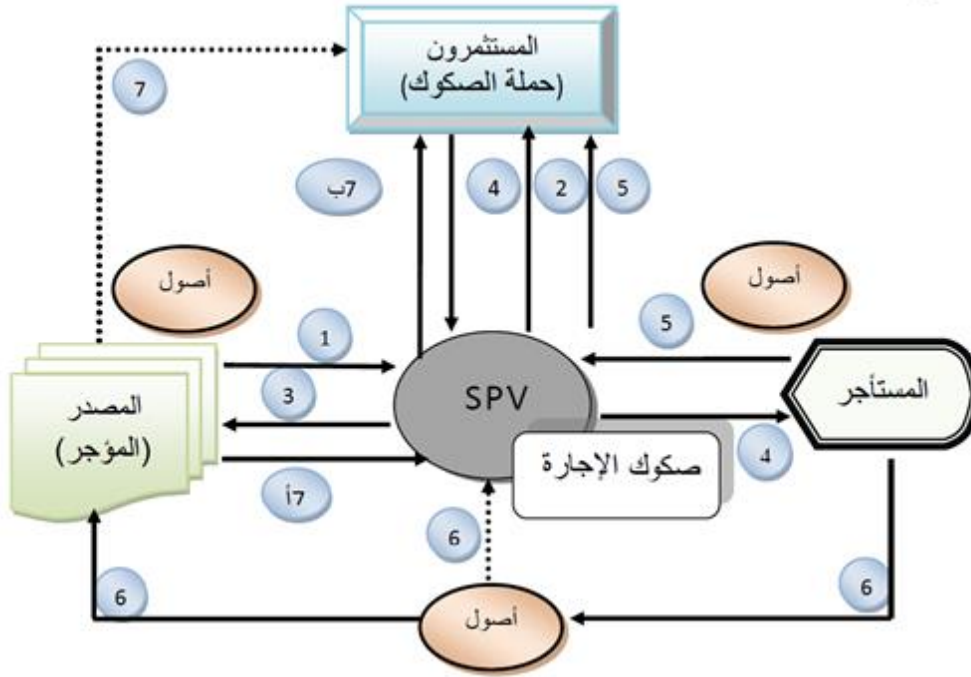 المستثمرون
(حملة الصكوك)
7
7ب
4
2
5
أصول
أصول
1
5
3
SPV
المصدر
(المؤجر)
المستأجر
صكوك الإجارة
4
7أ
6
6
6
أصول